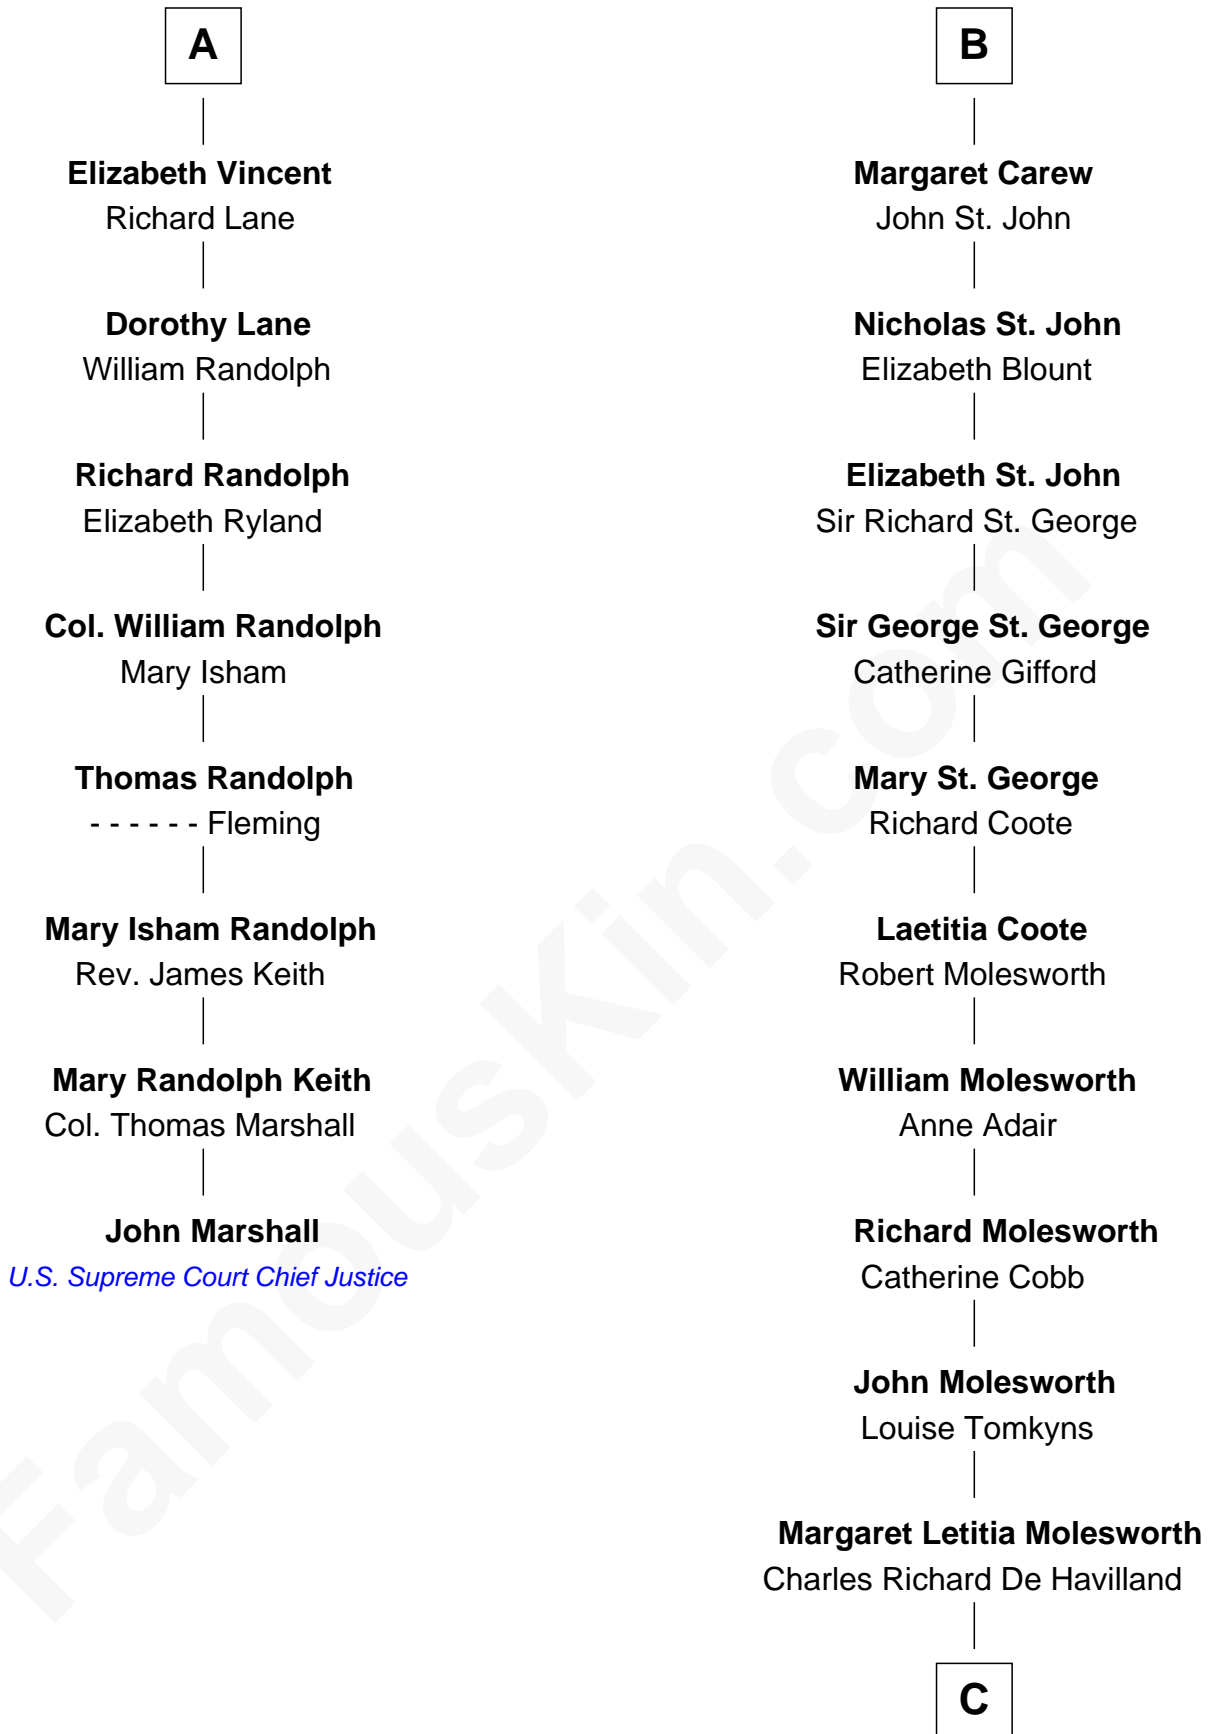 A
Elizabeth Vincent
Richard Lane
Dorothy Lane
William Randolph
Richard Randolph
Elizabeth Ryland
Col. William Randolph
Mary Isham
Thomas Randolph
- - - - - - Fleming
Mary Isham Randolph
Rev. James Keith
Mary Randolph Keith
Col. Thomas Marshall
John Marshall
U.S. Supreme Court Chief Justice
B
Margaret Carew
John St. John
Nicholas St. John
Elizabeth Blount
Elizabeth St. John
Sir Richard St. George
Sir George St. George
Catherine Gifford
Mary St. George
Richard Coote
Laetitia Coote
Robert Molesworth
William Molesworth
Anne Adair
Richard Molesworth
Catherine Cobb
John Molesworth
Louise Tomkyns
Margaret Letitia Molesworth
Charles Richard De Havilland
C
FamousKin.com